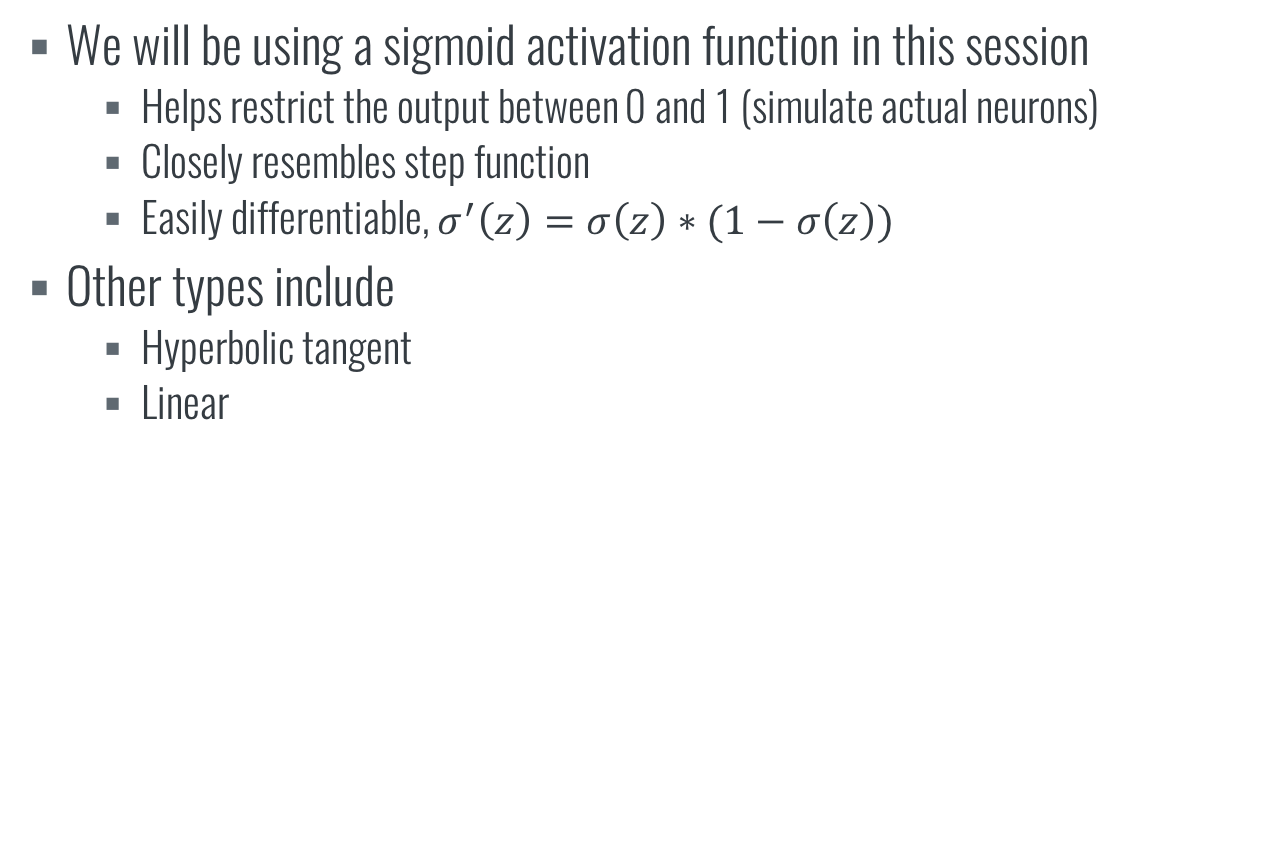 ▪ We will be using a sigmoid activation function in this session
▪ Helps restrict the output between 0 and 1 (simulate actual neurons)
▪ Closely resembles step function
▪ Easily differentiable, σ′(z) = σ(z) ∗ (1 − σ(z))
▪ Other types include
▪ Hyperbolic tangent
▪ Linear